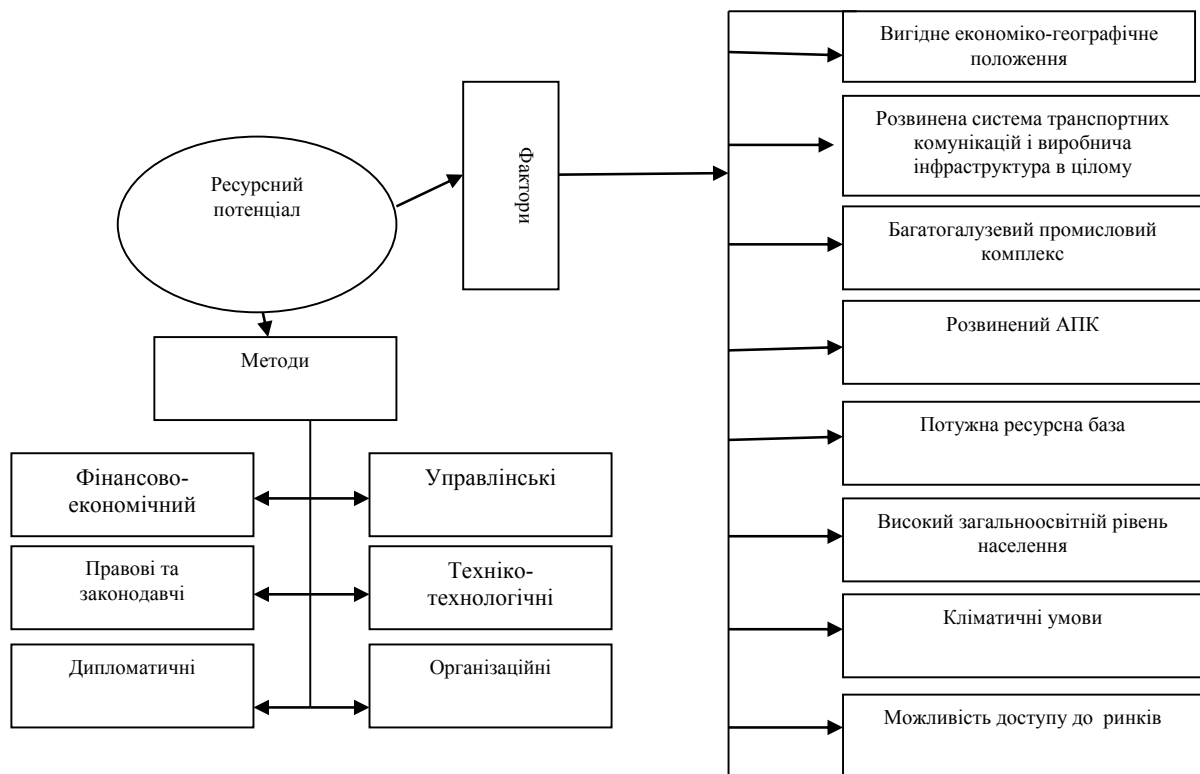 Ресурсний
потенціал
Фактори
Методи
Фінансово-
економічний
Управлінські
Правові та
законодавчі
Техніко-
технологічні
Дипломатичні
Організаційні
Вигідне економіко-географічне
положення
Розвинена система транспортних
комунікацій і виробнича
інфраструктура в цілому
Багатогалузевий промисловий
комплекс
Розвинений АПК
Потужна ресурсна база
Високий загальноосвітній рівень
населення
Кліматичні умови
Можливість доступу до ринків